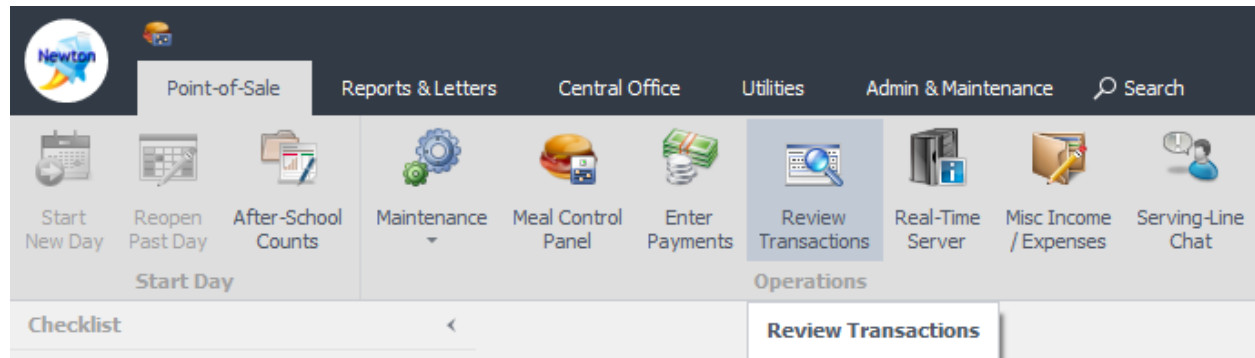 Newton
Point-of-Sale Reports & Letters Central Office Utilities Admin & Maintenance Search
Start New Day
Reopen Past Day
After-School Counts
Maintenance
Meal Control Panel
Enter Payments
Review Transactions
Real-Time Server
Misc Income / Expenses
Serving-Line Chat
Start Day Operations
Checklist
Review Transactions